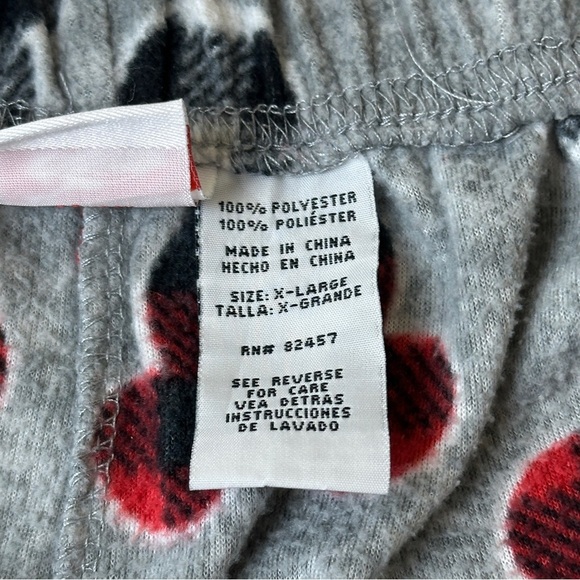 100% POLYESTER
100% POLIÉSTER
MADE IN CHINA
HECHO EN CHINA
SIZE: X-LARGE
TALLA: X-GRANDE
RN# 82457
SEE REVERSE
FOR CARE
VEA DETRAS
INSTRUCCIONES
DE LAVADO